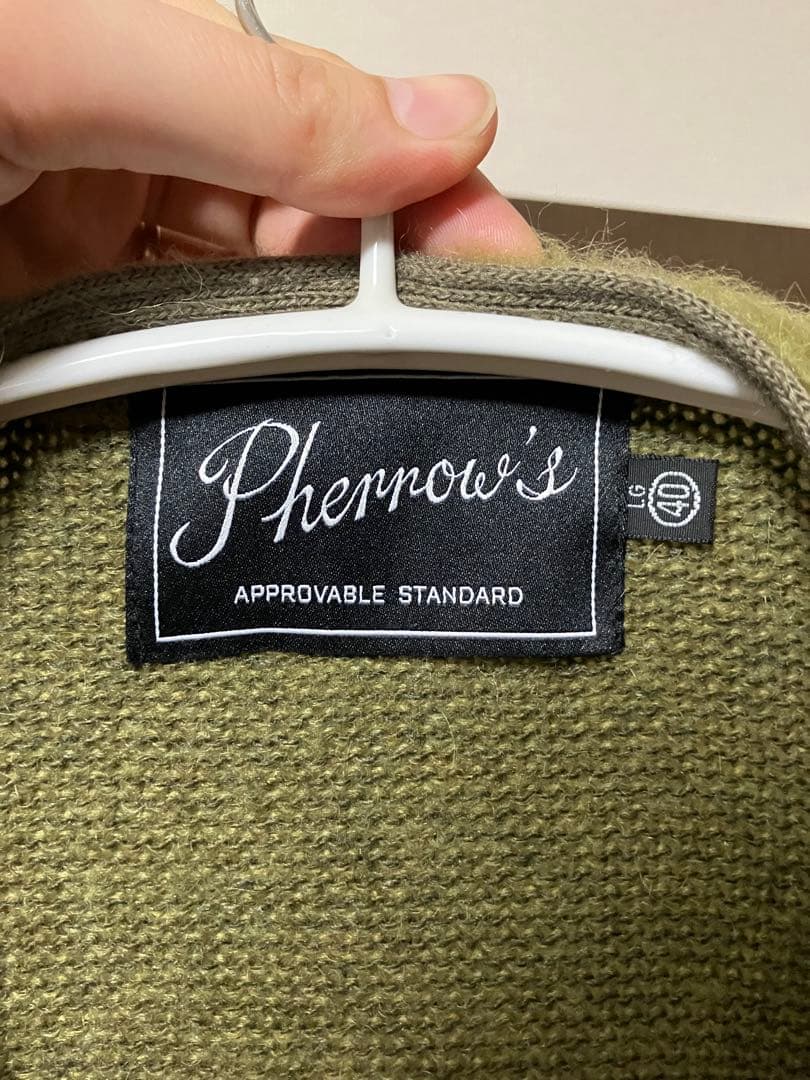 Pherrow's
APPROVABLE STANDARD
LG
40